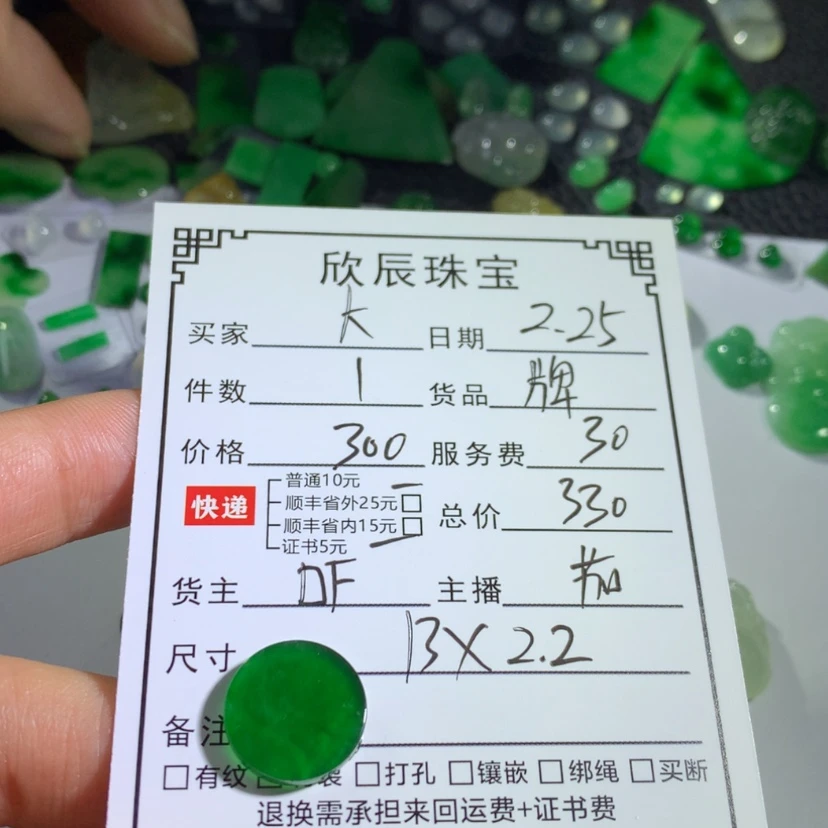 欣辰珠宝
买家 K 日期 2.25
件数 1 货品 牌
价格 300 服务费 30
快递
普通10元
顺丰省外25元□
顺丰省内15元□
证书5元
总价 330
货主 DF 主播
尺寸 13X2.2
备注
□有纹 □打孔 □镶嵌 □绑绳 □买断
退换需承担来回运费+证书费